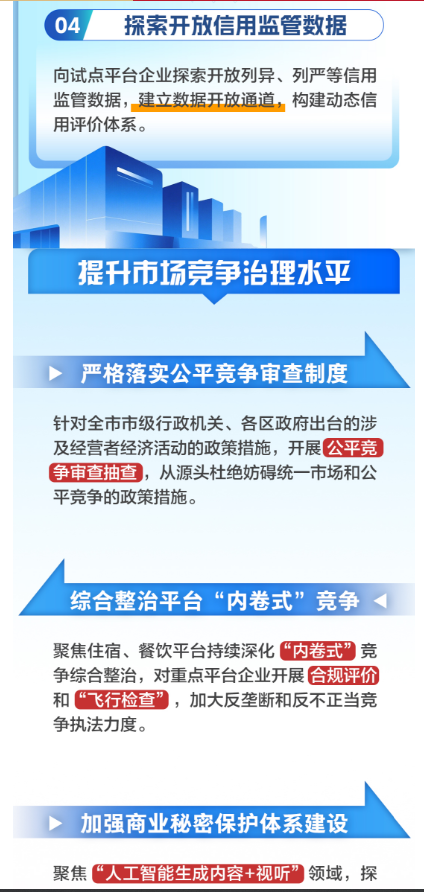 04 探索开放信用监管数据
向试点平台企业探索开放列异、列严等信用
监管数据，建立数据开放通道，构建动态信
用评价体系。
提升市场竞争治理水平
严格落实公平竞争审查制度
针对全市市级行政机关、各区政府出台的涉
及经营者经济活动的政策措施，开展公平竞
争审查抽查，从源头杜绝妨碍统一市场和公
平竞争的政策措施。
综合整治平台“内卷式”竞争
聚焦住宿、餐饮平台持续深化“内卷式”竞
争综合整治，对重点平台企业开展合规评价
和“飞行检查”，加大反垄断和反不正当竞
争执法力度。
加强商业秘密保护体系建设
聚焦“人工智能生成内容+视听”领域，探